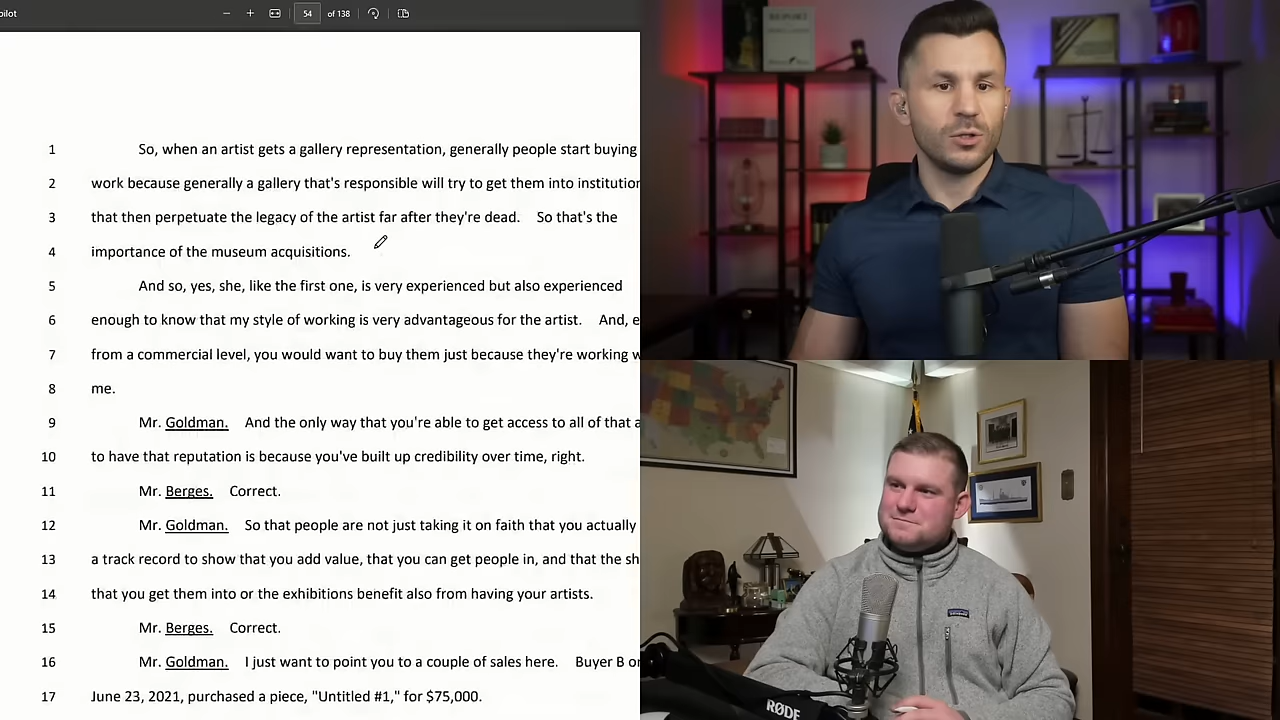 pilot
54 of 138
1 So, when an artist gets a gallery representation, generally people start buying
2 work because generally a gallery that's responsible will try to get them into
3 that then perpetuate the legacy of the artist far after they're dead. So that's the
4 importance of the museum acquisitions.
5 And so, yes, she, like the first one, is very experienced but also experienced
6 enough to know that my style of working is very advantageous for the artist. And,
7 from a commercial level, you would want to buy them just because they're working
8 me.
9 Mr. Goldman. And the only way that you're able to get access to all of that
10 to have that reputation is because you've built up credibility over time, right.
11 Mr. Berges. Correct.
12 Mr. Goldman. So that people are not just taking it on faith that you actually
13 a track record to show that you add value, that you can get people in, and that the
14 that you get them into or the exhibitions benefit also from having your artists.
15 Mr. Berges. Correct.
16 Mr. Goldman. I just want to point you to a couple of sales here. Buyer B
17 June 23, 2021, purchased a piece, "Untitled #1," for $75,000.
patagonia
RØDE